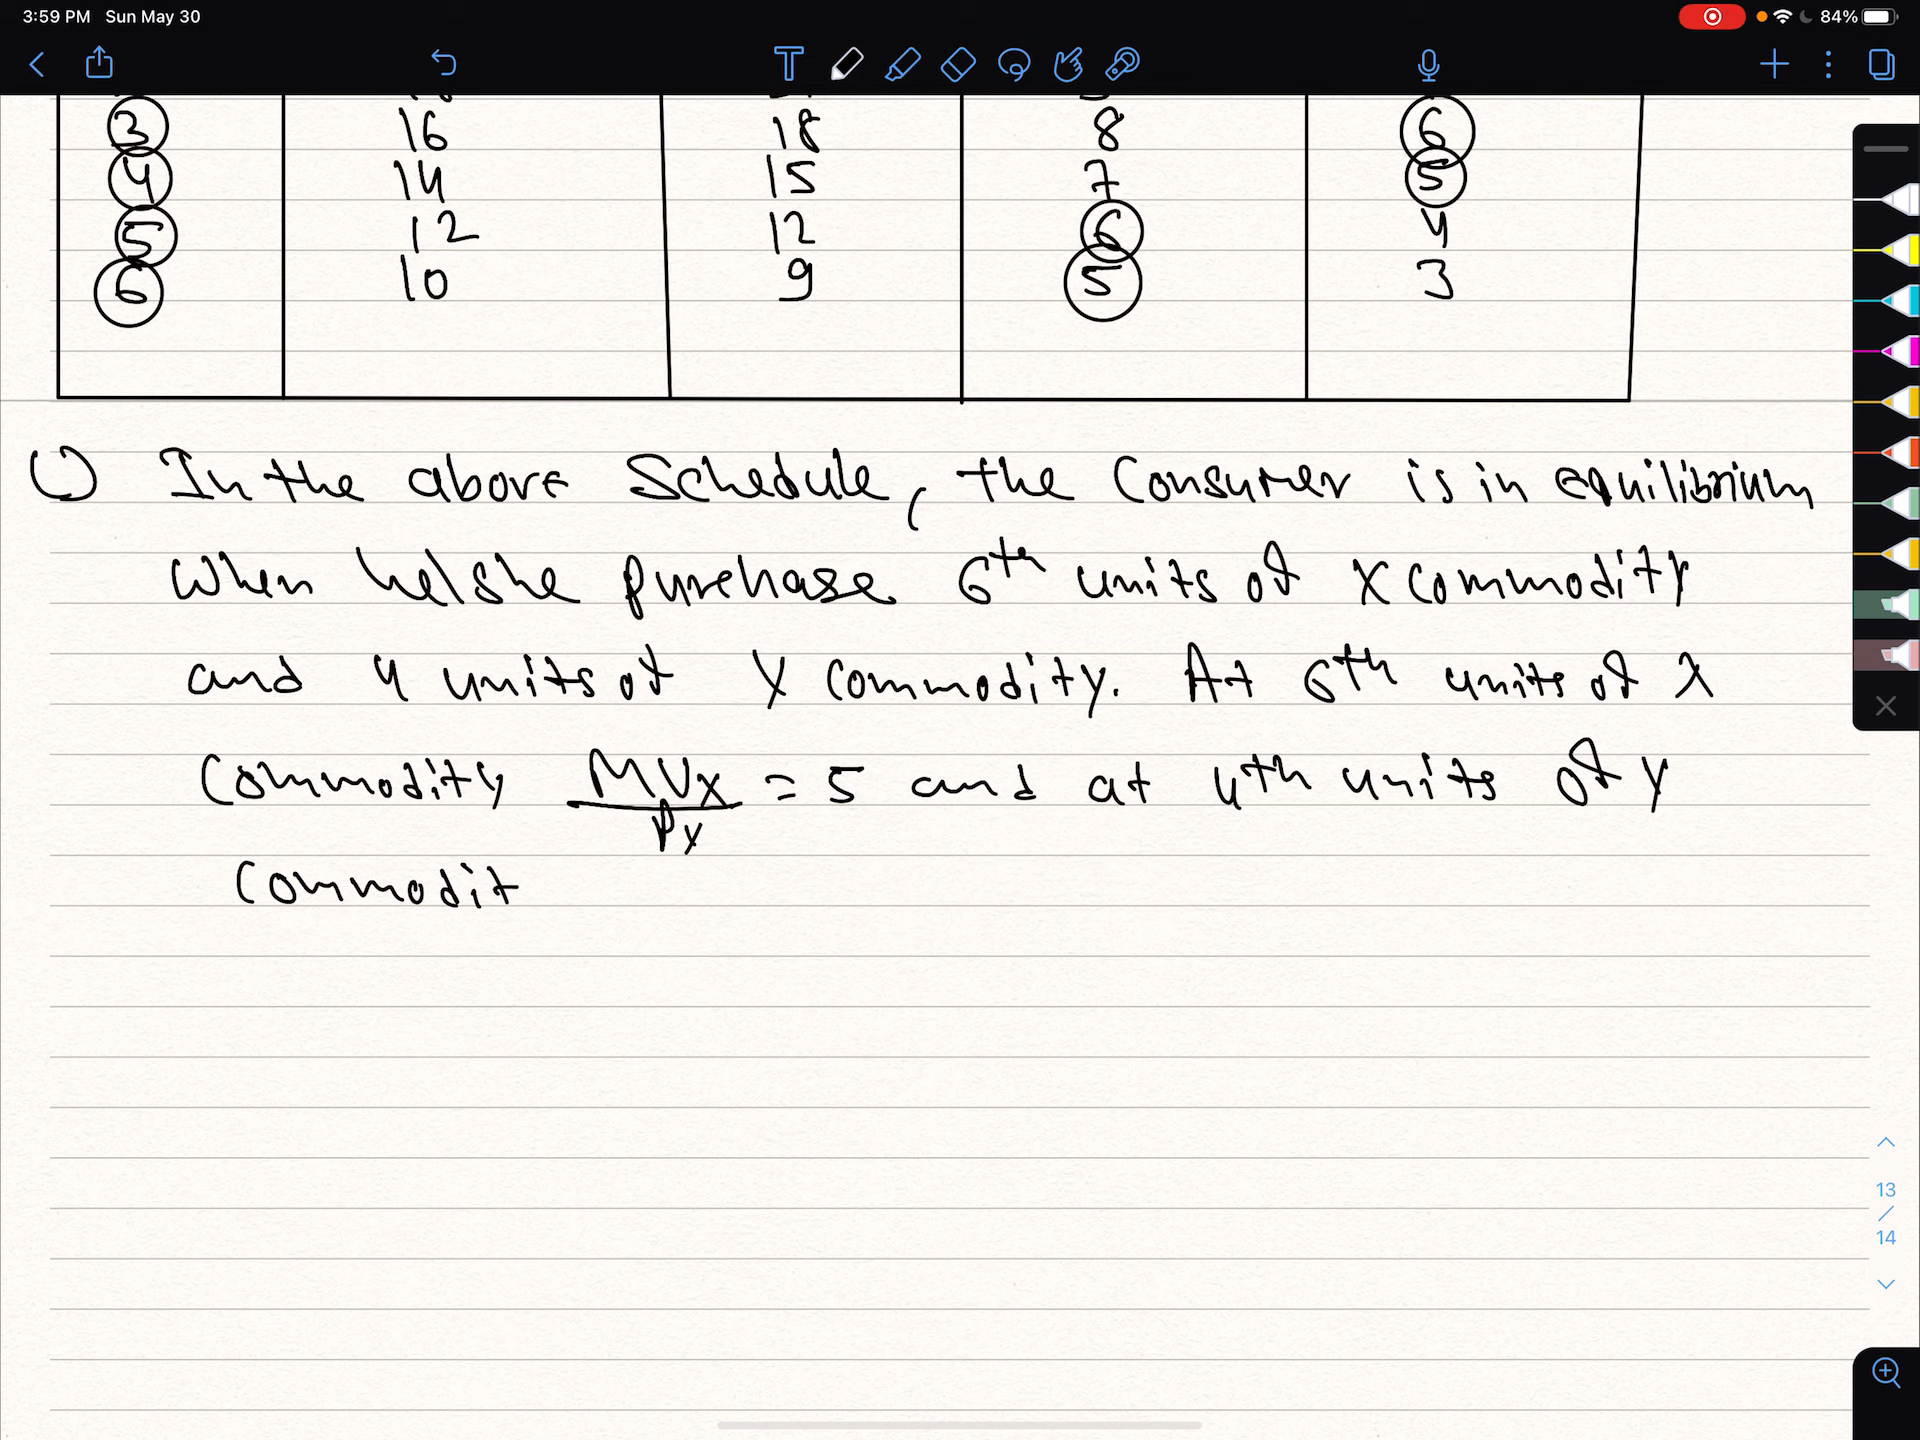 3:59 PM Sun May 30 84%
3 16 18 8 6
4 14 15 7 5
5 12 12 6 4
6 10 9 5 3
In the above Schedule, the Consumer is in equilibrium
When he/she purchase 6th units of X Commodity
and 4 units of Y Commodity. At 6th units of X
Commodity MUx/Px = 5 and at 4th units of Y
Commodit
13
/
14